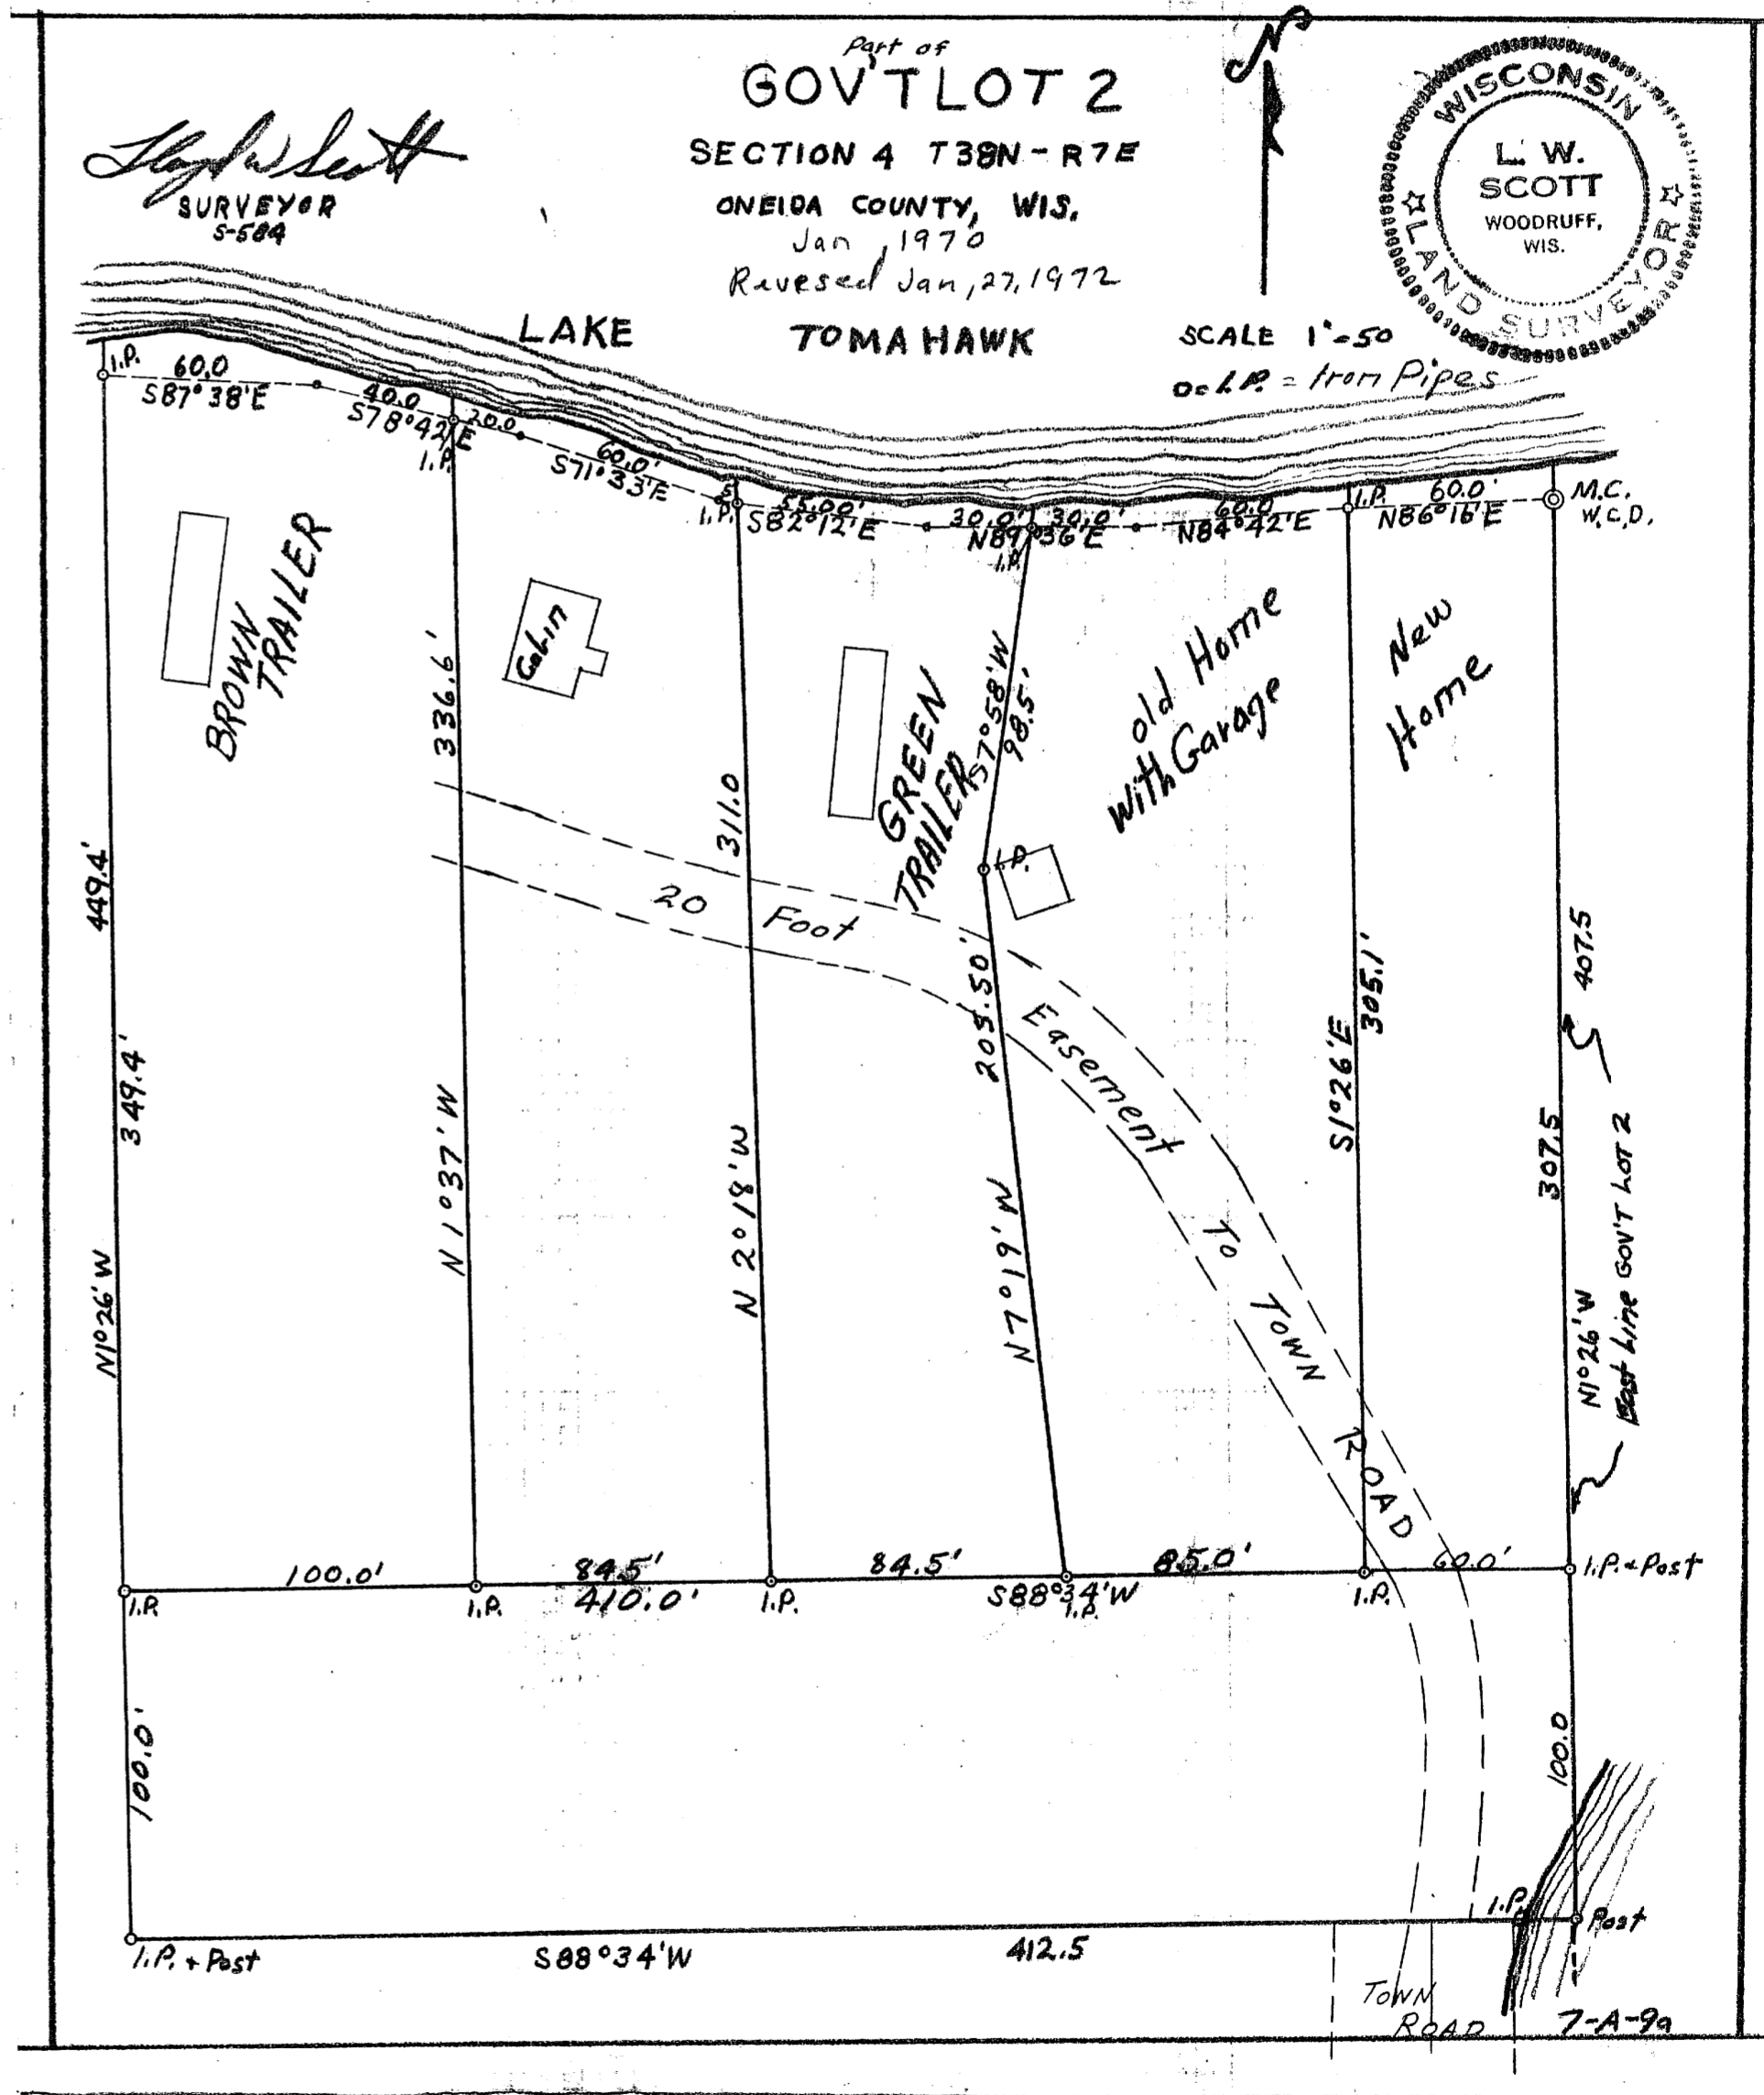 Part of
GOV'T LOT 2
SECTION 4 T38N-R7E
ONEIDA COUNTY, WIS.
Jan, 1970
Revesed Jan, 27, 1972
SURVEYOR
S-584
N
WISCONSIN
L. W.
SCOTT
WOODRUFF,
WIS.
LAND SURVEYOR
LAKE TOMAHAWK
SCALE 1"=50
o=I.P. = Iron Pipes
I.P.
60.0
S87°38'E
40.0
S78°42'E
20.0
I.P.
60.0'
S71°33'E
5
I.P.
55.00'
S82°12'E
30.0'
30.0'
N89°36'E
I.P.
60.0
N84°42'E
I.P.
60.0'
N86°16'E
M.C.
W.C.D.
BROWN
TRAILER
Cabin
GREEN
TRAILER
old Home
with Garage
New
Home
336.6'
311.0
S7°58'W
98.5'
I.P.
449.4'
349.4'
N1°26'W
N1°37'W
N2°18'W
205.50'
N7°19'W
S1°26'E
305.1'
407.5
307.5
N1°26'W
East Line GOV'T LOT 2
20 Foot Easement To TOWN ROAD
100.0'
84.5'
84.5'
85.0'
60.0'
I.P. + Post
I.P.
I.P.
410.0'
I.P.
S88°34'W
I.P.
I.P.
100.0'
100.0
I.P.
Post
I.P. + Post
S88°34'W
412.5
TOWN
ROAD
7-A-9a